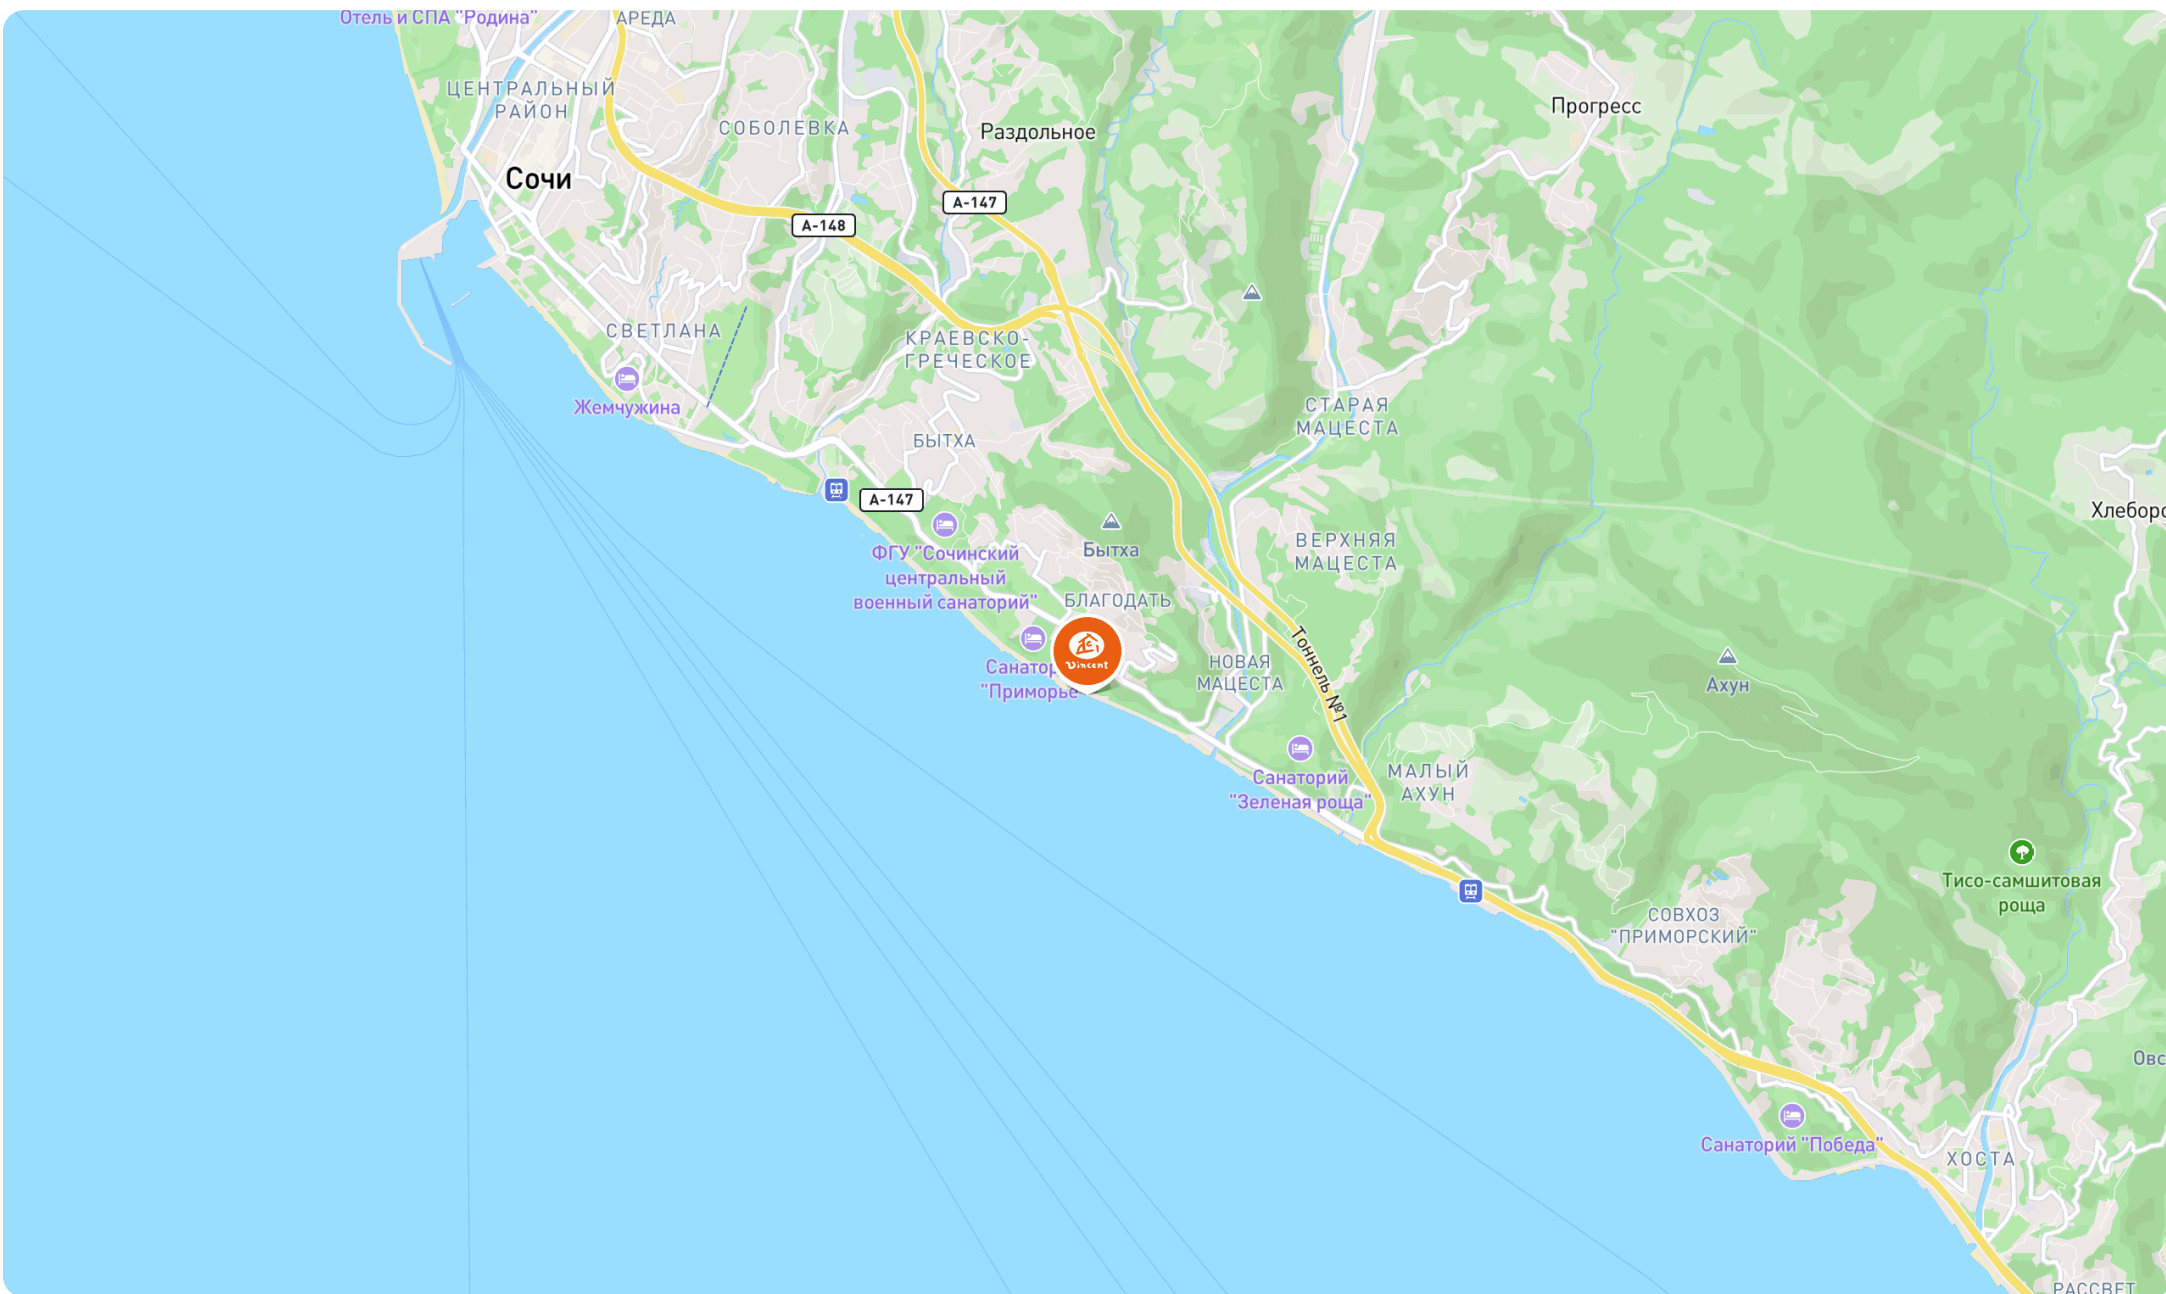 Отель и СПА "Родина"
АРЕДА
ЦЕНТРАЛЬНЫЙ
РАЙОН
СОБОЛЕВКА
Раздольное
Прогресс
Сочи
А-147
А-148
СВЕТЛАНА
КРАЕВСКО-
ГРЕЧЕСКОЕ
Жемчужина
СТАРАЯ
МАЦЕСТА
БЫТХА
А-147
Хлеборо
ФГУ "Сочинский
центральный
военный санаторий"
Бытха
ВЕРХНЯЯ
МАЦЕСТА
БЛАГОДАТЬ
Vincent
Санатор
"Приморье
НОВАЯ
МАЦЕСТА
Тоннель №1
Ахун
Санаторий
"Зеленая роща"
МАЛЫЙ
АХУН
Тисо-самшитовая
роща
СОВХОЗ
"ПРИМОРСКИЙ"
Овс
Санаторий "Победа"
ХОСТА
РАССВЕТ